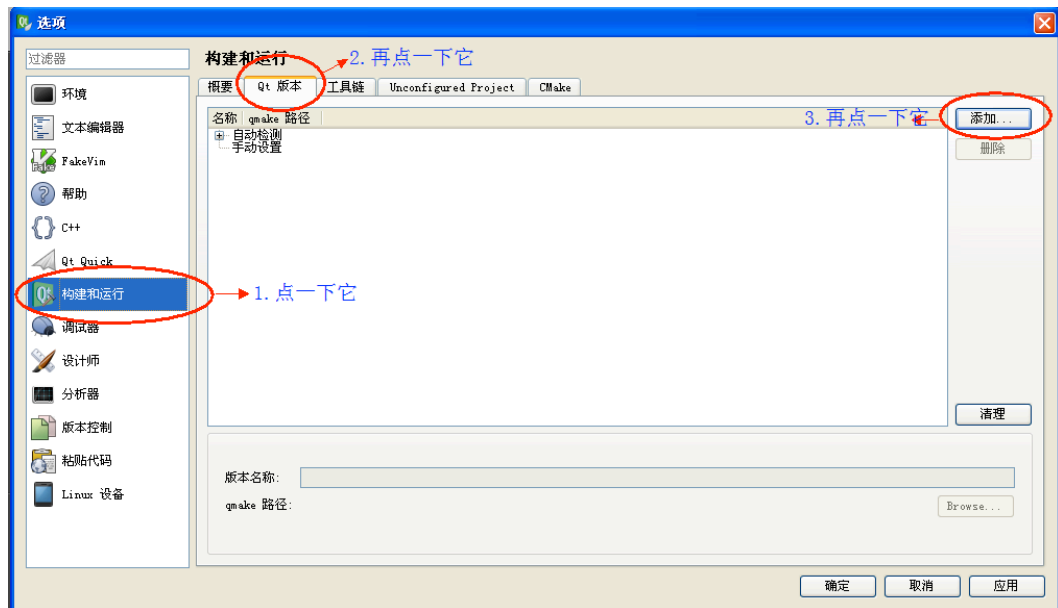 选项
过滤器
环境
文本编辑器
FakeVim
帮助
C++
Qt Quick
构建和运行
调试器
设计师
分析器
版本控制
粘贴代码
Linux 设备
构建和运行
2. 再点一下它
概要 Qt 版本 工具链 Unconfigured Project CMake
名称 qmake 路径
自动检测
手动设置
3. 再点一下它
添加...
删除
1. 点一下它
清理
版本名称:
qmake 路径:
Browse...
确定 取消 应用